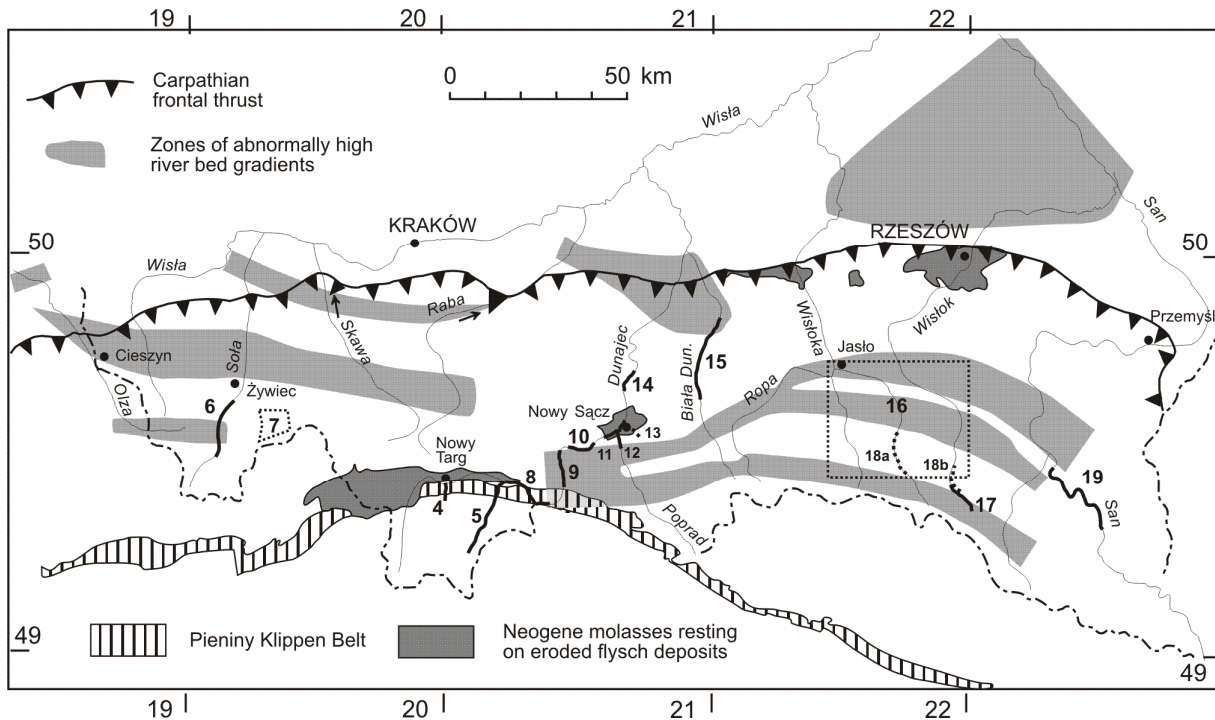 19
20
21
22
0 50 km
Carpathian
frontal thrust
Wisła
Zones of abnormally high
river bed gradients
San
KRAKÓW
RZESZÓW
50
50
Wisła
Raba
Skawa
Wisłoka
Wisłok
Przemyśl
Cieszyn
Soła
Dunajec
Biała Dun.
15
Jasło
Olza
Żywiec
14
Ropa
6
7
Nowy Sącz
16
13
10
11
12
Nowy
Targ
18a
18b
8
9
19
4
5
17
San
Poprad
49
Pieniny Klippen Belt
Neogene molasses resting
on eroded flysch deposits
49
19
20
21
22